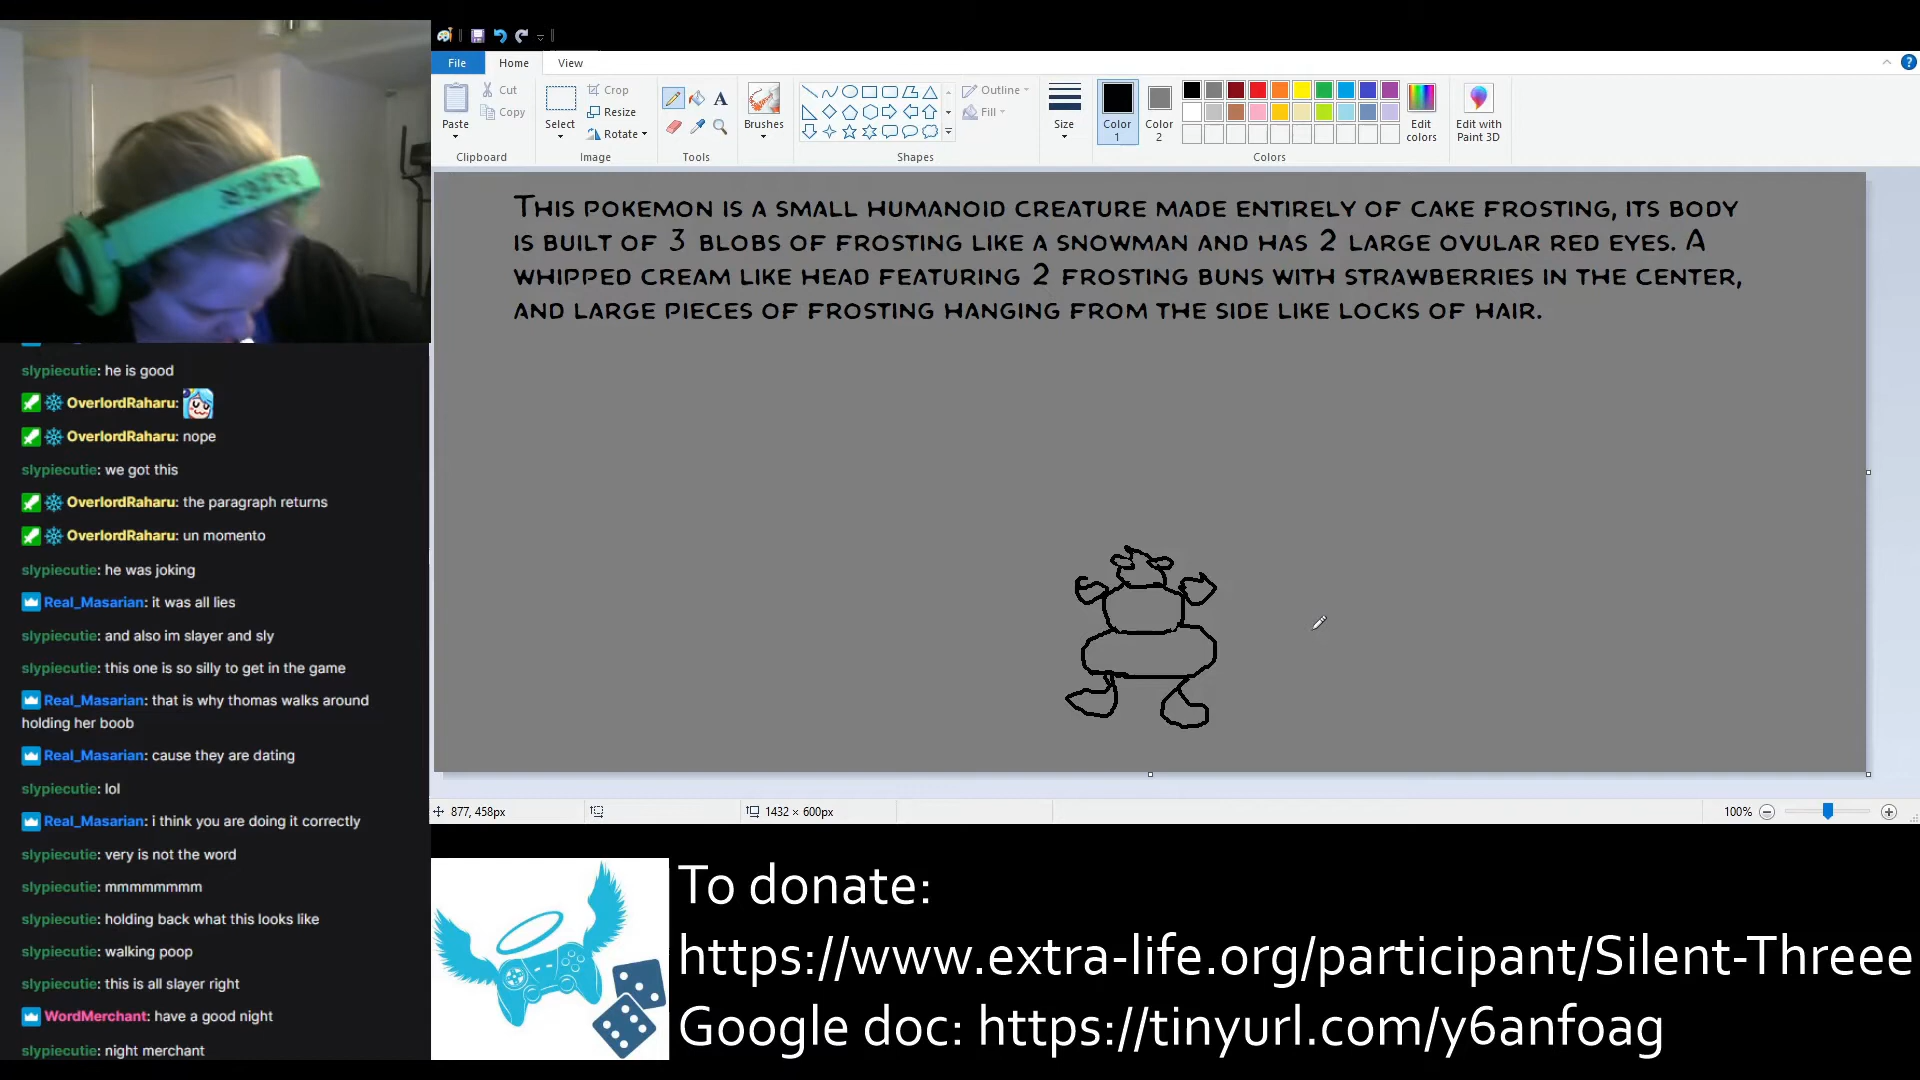 File
Home
View
Paste
Cut
Copy
Clipboard
Select
Crop
Resize
Rotate
Image
Tools
Brushes
Shapes
Outline
Fill
Size
Color
1
Color
2
Colors
Edit
colors
Edit with
Paint 3D
THIS POKEMON IS A SMALL HUMANOID CREATURE MADE ENTIRELY OF CAKE FROSTING, ITS BODY
IS BUILT OF 3 BLOBS OF FROSTING LIKE A SNOWMAN AND HAS 2 LARGE OVULAR RED EYES. A
WHIPPED CREAM LIKE HEAD FEATURING 2 FROSTING BUNS WITH STRAWBERRIES IN THE CENTER,
AND LARGE PIECES OF FROSTING HANGING FROM THE SIDE LIKE LOCKS OF HAIR.
slypiecutie: he is good
OverlordRaharu:
OverlordRaharu: nope
slypiecutie: we got this
OverlordRaharu: the paragraph returns
OverlordRaharu: un momento
slypiecutie: he was joking
Real_Masarian: it was all lies
slypiecutie: and also im slayer and sly
slypiecutie: this one is so silly to get in the game
Real_Masarian: that is why thomas walks around
holding her boob
Real_Masarian: cause they are dating
slypiecutie: lol
Real_Masarian: i think you are doing it correctly
slypiecutie: very is not the word
slypiecutie: mmmmmmmm
slypiecutie: holding back what this looks like
slypiecutie: walking poop
slypiecutie: this is all slayer right
WordMerchant: have a good night
slypiecutie: night merchant
877, 458px
1432 × 600px
100%
To donate:
https://www.extra-life.org/participant/Silent-Threee
Google doc: https://tinyurl.com/y6anfoag